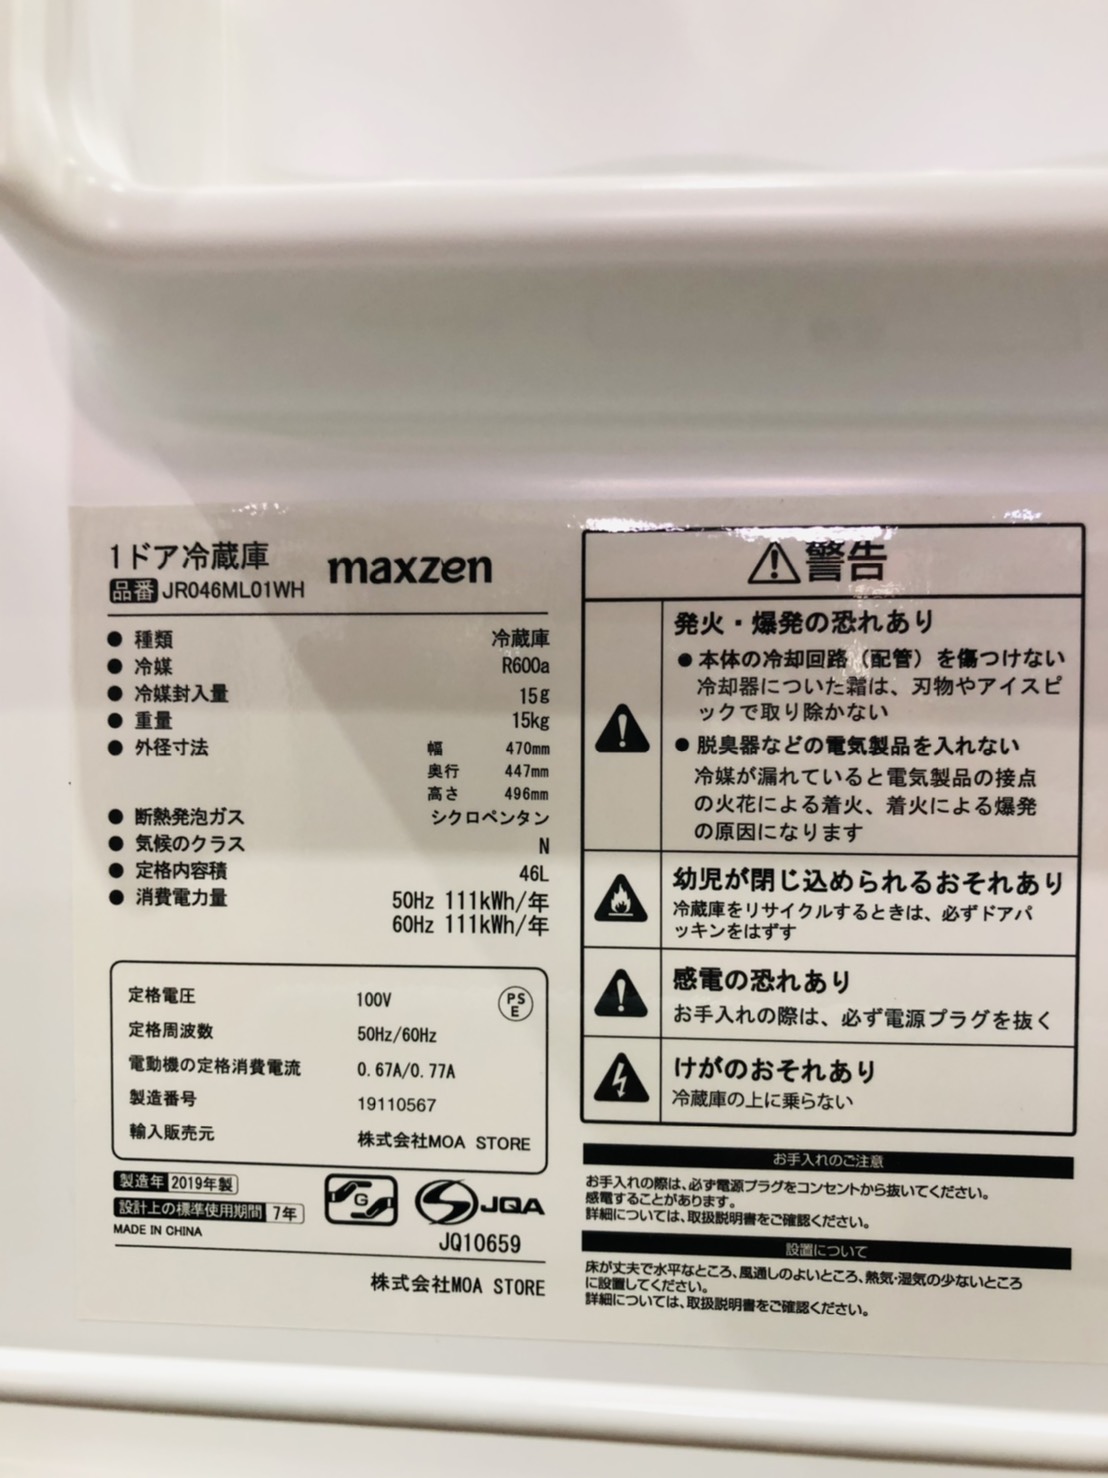 1ドア冷蔵庫 maxzen
品番 JR046ML01WH
● 種類 冷蔵庫
● 冷媒 R600a
● 冷媒封入量 15g
● 重量 15kg
● 外径寸法 幅 470mm
奥行 447mm
高さ 496mm
● 断熱発泡ガス シクロペンタン
● 気候のクラス N
● 定格内容積 46L
● 消費電力量 50Hz 111kWh/年
60Hz 111kWh/年
定格電圧 100V
PS
E
定格周波数 50Hz/60Hz
電動機の定格消費電流 0.67A/0.77A
製造番号 19110567
輸入販売元 株式会社MOA STORE
製造年 2019年製
設計上の標準使用期間 7年
MADE IN CHINA
G
JQA
JQ10659
株式会社MOA STORE
警告
発火・爆発の恐れあり
● 本体の冷却回路（配管）を傷つけない
冷却器についた霜は、刃物やアイスピ
ックで取り除かない
● 脱臭器などの電気製品を入れない
冷媒が漏れていると電気製品の接点
の火花による着火、着火による爆発
の原因になります
幼児が閉じ込められるおそれあり
冷蔵庫をリサイクルするときは、必ずドアパ
ッキンをはずす
感電の恐れあり
お手入れの際は、必ず電源プラグを抜く
けがのおそれあり
冷蔵庫の上に乗らない
お手入れのご注意
お手入れの際は、必ず電源プラグをコンセントから抜いてください。
感電することがあります。
詳細については、取扱説明書をご確認ください。
設置について
床が丈夫で水平なところ、風通しのよいところ、熱気・湿気の少ないところ
に設置してください。
詳細については、取扱説明書をご確認ください。